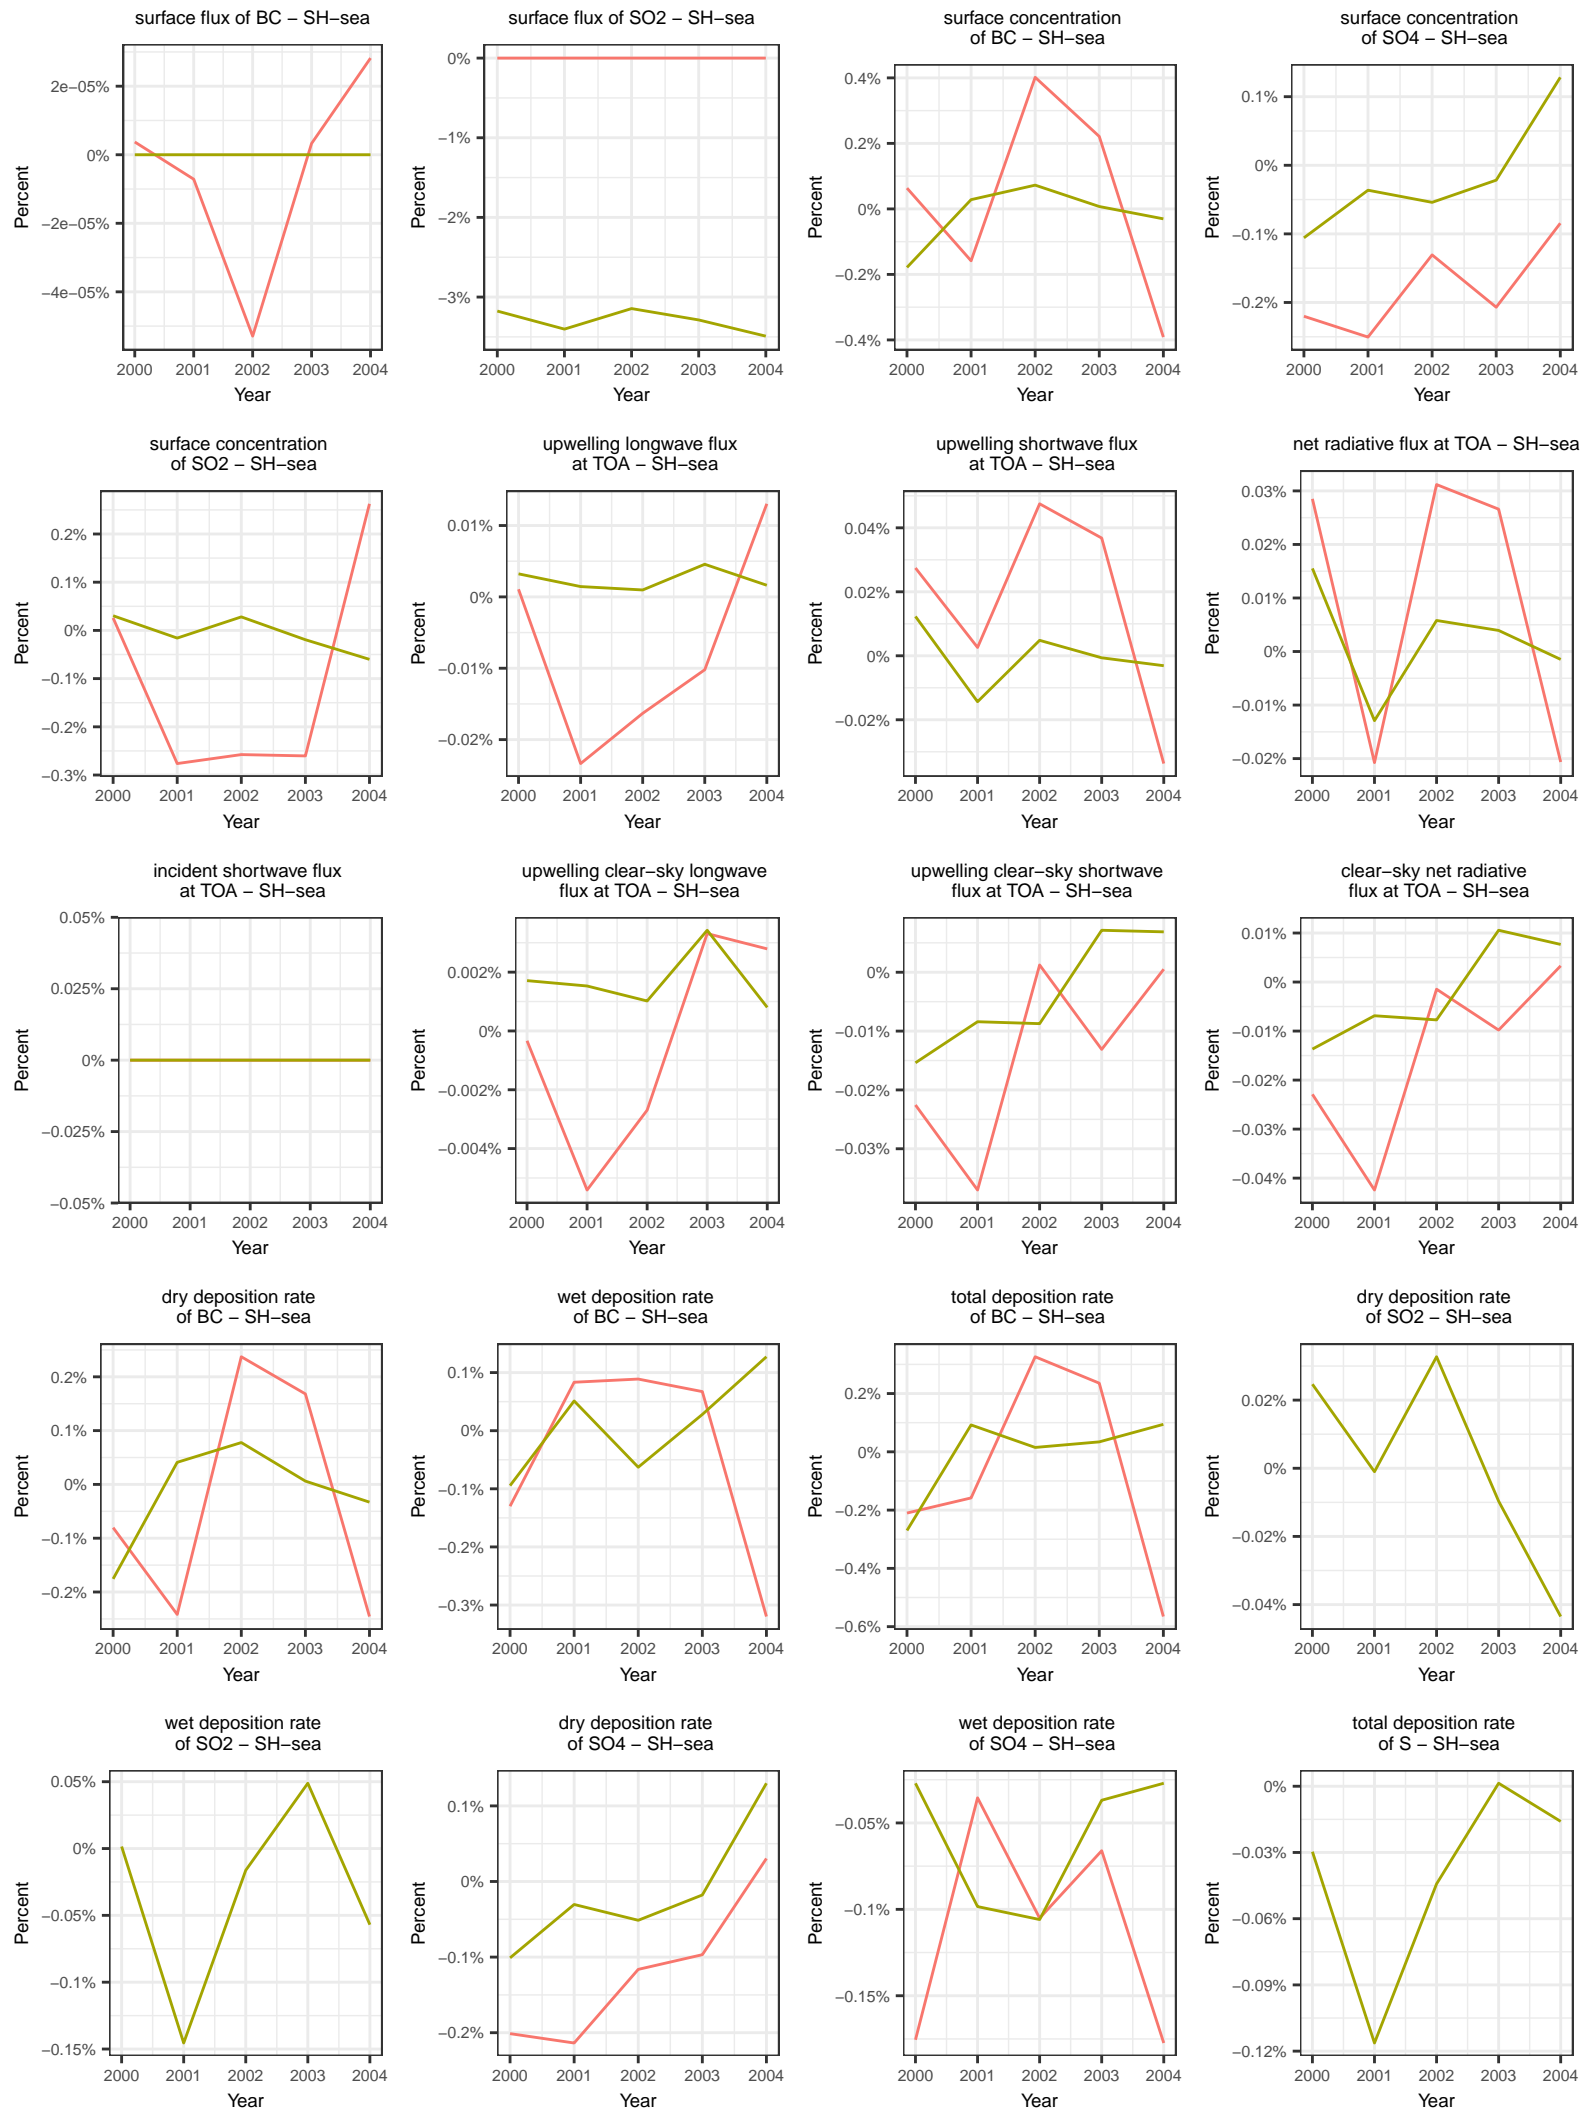 surface flux of BC − SH−sea
2e−05%
0%
−2e−05%
−4e−05%
Percent
2000 2001 2002 2003 2004
Year
surface flux of SO2 − SH−sea
0%
−1%
−2%
−3%
Percent
2000 2001 2002 2003 2004
Year
surface concentration
of BC − SH−sea
0.4%
0.2%
0%
−0.2%
−0.4%
Percent
2000 2001 2002 2003 2004
Year
surface concentration
of SO4 − SH−sea
0.1%
0%
−0.1%
−0.2%
Percent
2000 2001 2002 2003 2004
Year
surface concentration
of SO2 − SH−sea
0.2%
0.1%
0%
−0.1%
−0.2%
−0.3%
Percent
2000 2001 2002 2003 2004
Year
upwelling longwave flux
at TOA − SH−sea
0.01%
0%
−0.01%
−0.02%
Percent
2000 2001 2002 2003 2004
Year
upwelling shortwave flux
at TOA − SH−sea
0.04%
0.02%
0%
−0.02%
Percent
2000 2001 2002 2003 2004
Year
net radiative flux at TOA − SH−sea
0.03%
0.02%
0.01%
0%
−0.01%
−0.02%
Percent
2000 2001 2002 2003 2004
Year
incident shortwave flux
at TOA − SH−sea
0.05%
0.025%
0%
−0.025%
−0.05%
Percent
2000 2001 2002 2003 2004
Year
upwelling clear−sky longwave
flux at TOA − SH−sea
0.002%
0%
−0.002%
−0.004%
Percent
2000 2001 2002 2003 2004
Year
upwelling clear−sky shortwave
flux at TOA − SH−sea
0%
−0.01%
−0.02%
−0.03%
Percent
2000 2001 2002 2003 2004
Year
clear−sky net radiative
flux at TOA − SH−sea
0.01%
0%
−0.01%
−0.02%
−0.03%
−0.04%
Percent
2000 2001 2002 2003 2004
Year
dry deposition rate
of BC − SH−sea
0.2%
0.1%
0%
−0.1%
−0.2%
Percent
2000 2001 2002 2003 2004
Year
wet deposition rate
of BC − SH−sea
0.1%
0%
−0.1%
−0.2%
−0.3%
Percent
2000 2001 2002 2003 2004
Year
total deposition rate
of BC − SH−sea
0.2%
0%
−0.2%
−0.4%
−0.6%
Percent
2000 2001 2002 2003 2004
Year
dry deposition rate
of SO2 − SH−sea
0.02%
0%
−0.02%
−0.04%
Percent
2000 2001 2002 2003 2004
Year
wet deposition rate
of SO2 − SH−sea
0.05%
0%
−0.05%
−0.1%
−0.15%
Percent
2000 2001 2002 2003 2004
Year
dry deposition rate
of SO4 − SH−sea
0.1%
0%
−0.1%
−0.2%
Percent
2000 2001 2002 2003 2004
Year
wet deposition rate
of SO4 − SH−sea
−0.05%
−0.1%
−0.15%
Percent
2000 2001 2002 2003 2004
Year
total deposition rate
of S − SH−sea
0%
−0.03%
−0.06%
−0.09%
−0.12%
Percent
2000 2001 2002 2003 2004
Year